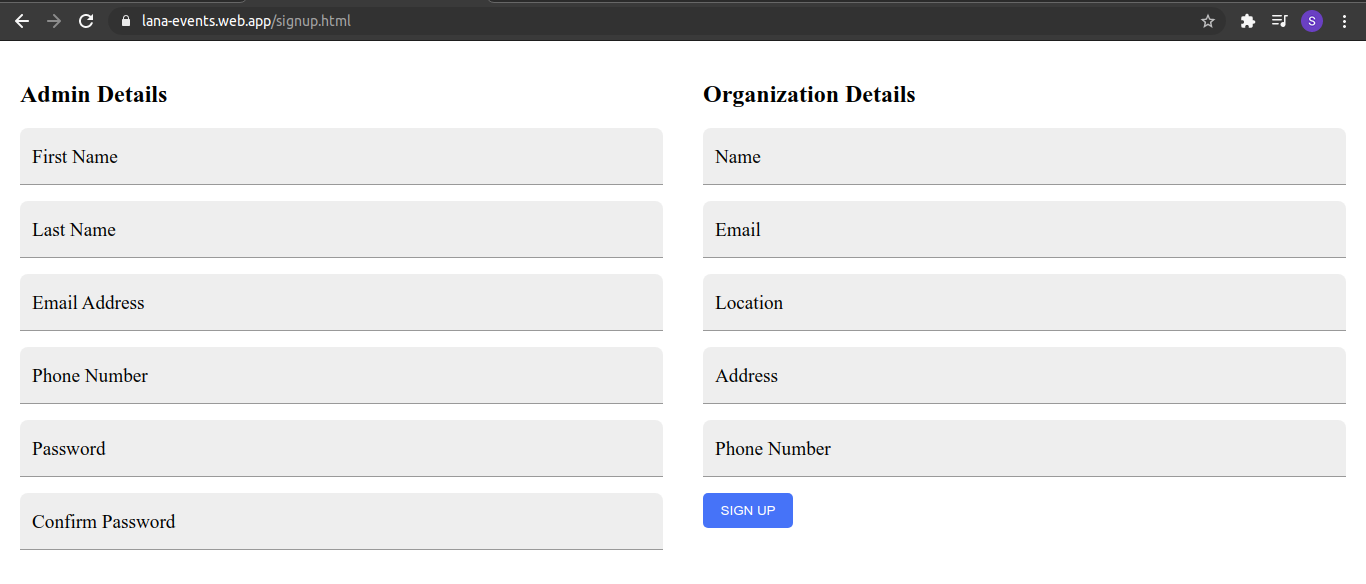 lana-events.web.app/signup.html
S
Admin Details
First Name
Last Name
Email Address
Phone Number
Password
Confirm Password
Organization Details
Name
Email
Location
Address
Phone Number
SIGN UP